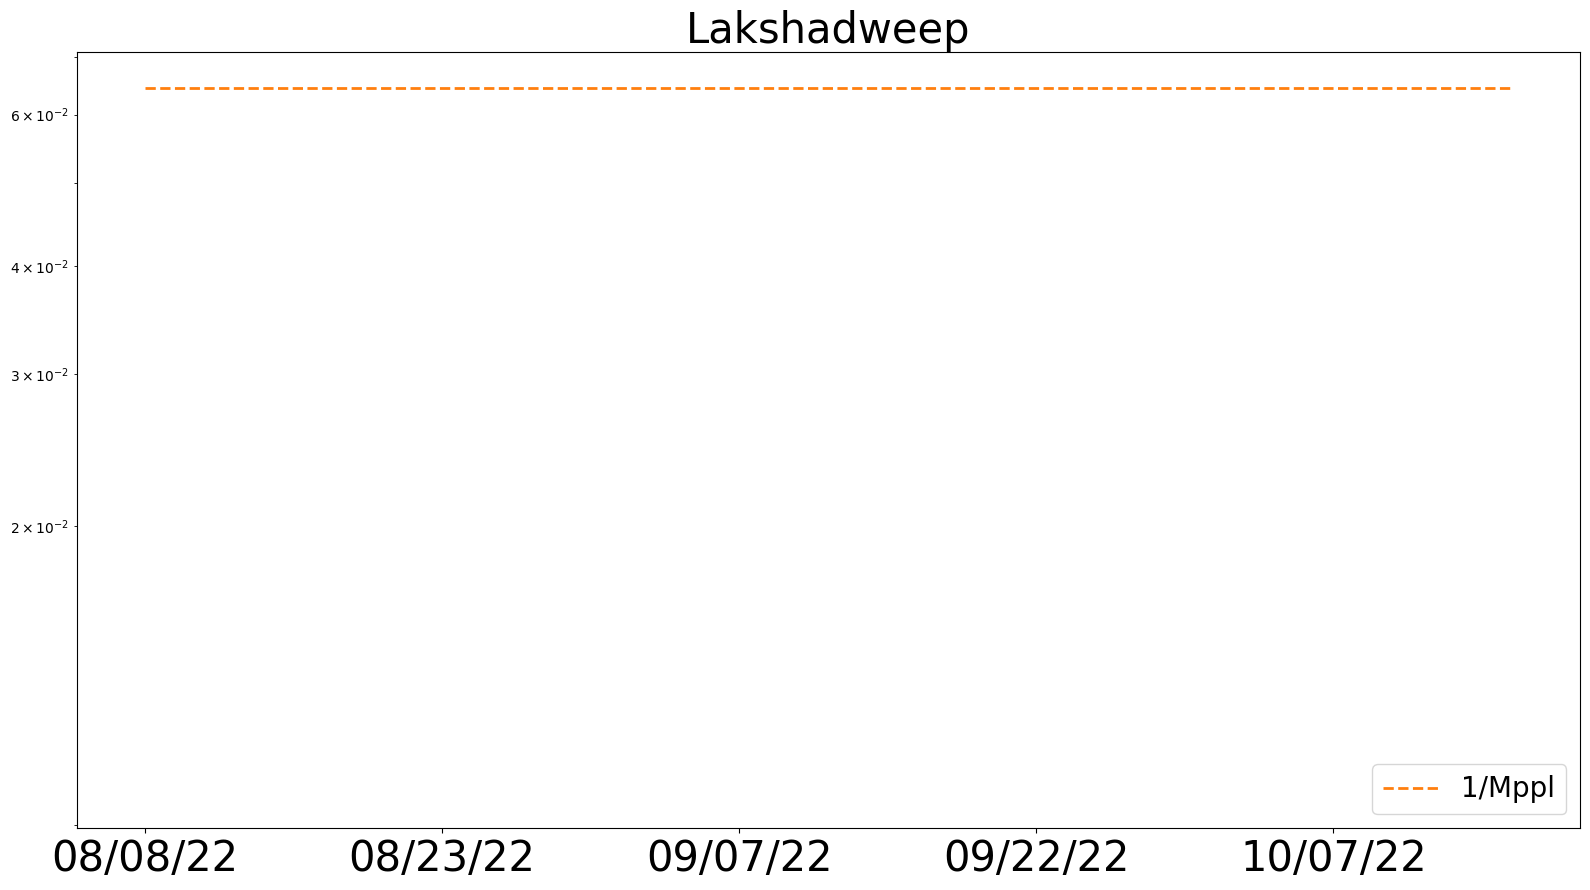 Lakshadweep
6 × 10⁻²
4 × 10⁻²
3 × 10⁻²
2 × 10⁻²
1/Mppl
08/08/22 08/23/22 09/07/22 09/22/22 10/07/22